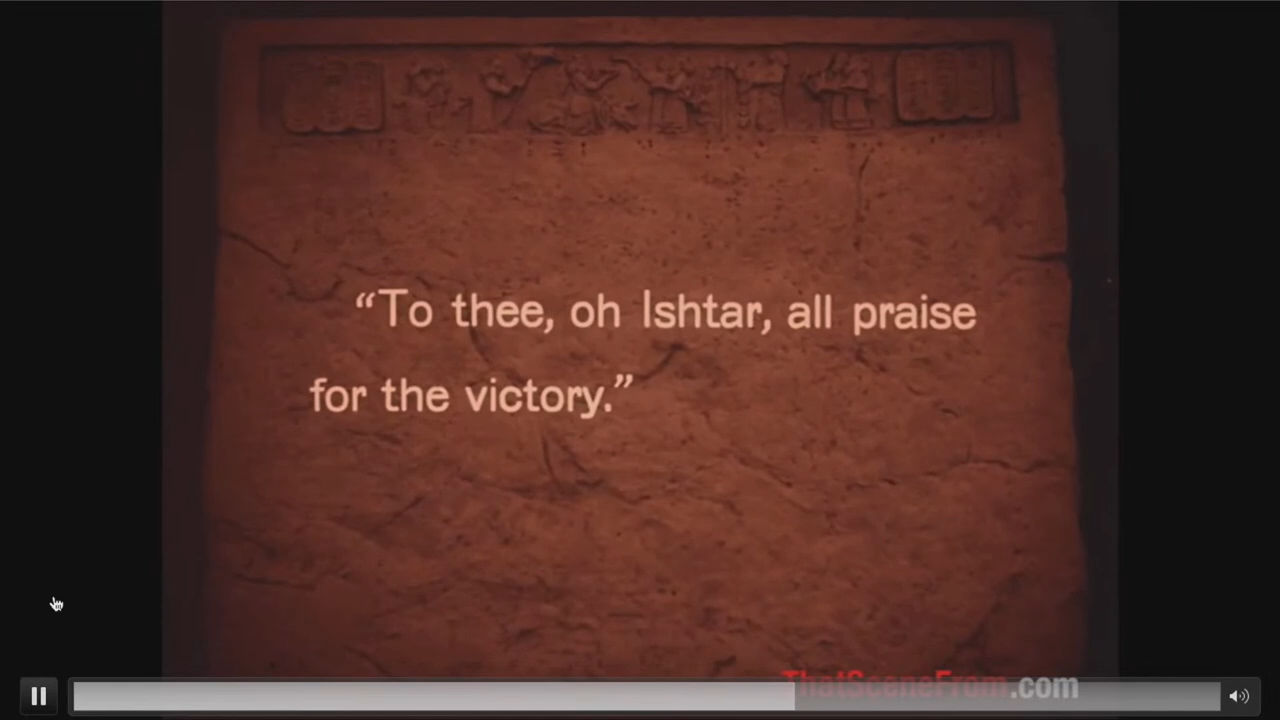 “To thee, oh Ishtar, all praise
for the victory.”
ThatSceneFrom.com